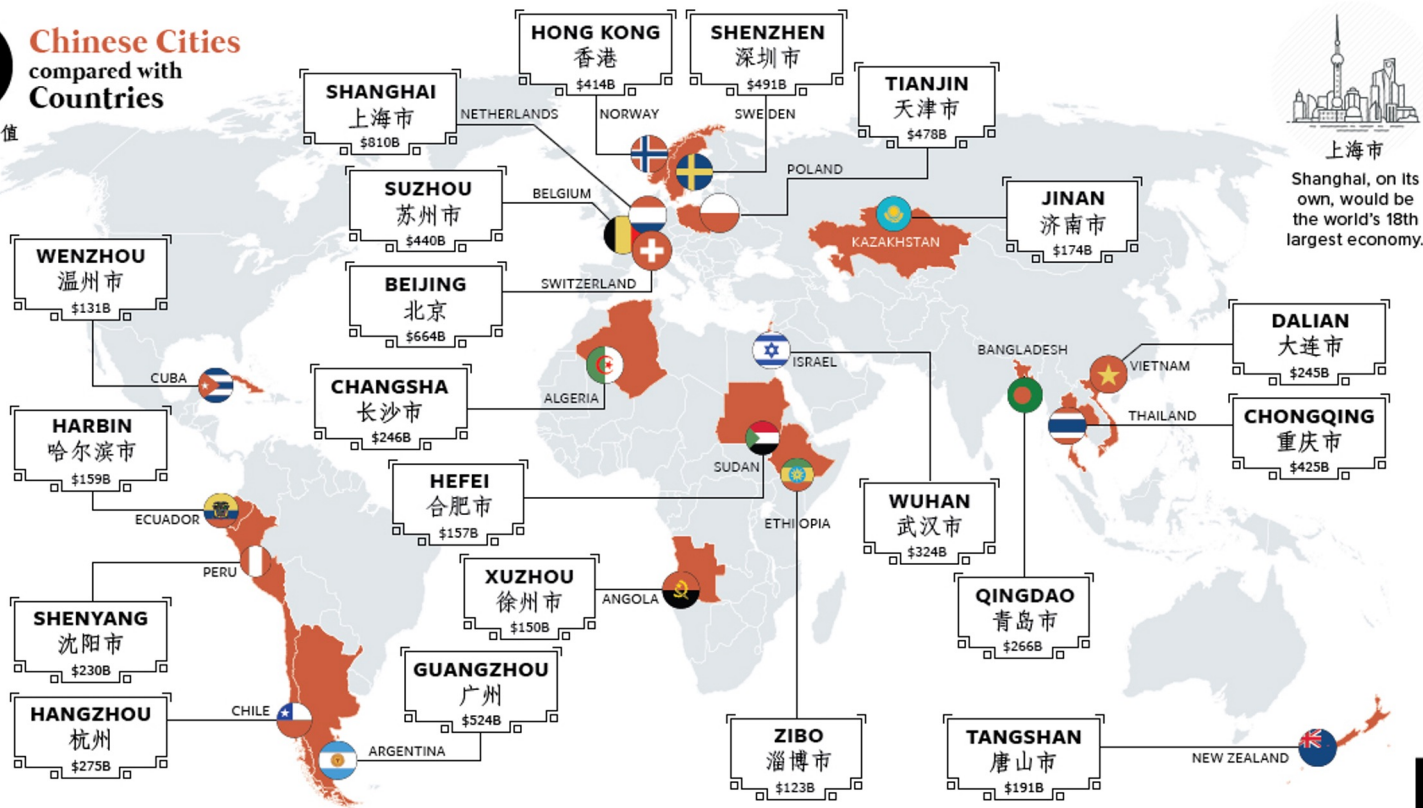 Chinese Cities
compared with
Countries
值
HONG KONG
香港
$414B
SHENZHEN
深圳市
$491B
SHANGHAI
上海市
$810B
TIANJIN
天津市
$478B
NETHERLANDS
NORWAY
SWEDEN
POLAND
上海市
Shanghai, on its
own, would be
the world's 18th
largest economy.
SUZHOU
苏州市
$440B
BELGIUM
JINAN
济南市
$174B
KAZAKHSTAN
WENZHOU
温州市
$131B
BEIJING
北京
$664B
SWITZERLAND
DALIAN
大连市
$245B
BANGLADESH
VIETNAM
ISRAEL
CUBA
CHANGSHA
长沙市
$246B
ALGERIA
THAILAND
CHONGQING
重庆市
$425B
HARBIN
哈尔滨市
$159B
ECUADOR
HEFEI
合肥市
$157B
SUDAN
ETHIOPIA
WUHAN
武汉市
$324B
PERU
XUZHOU
徐州市
$150B
ANGOLA
QINGDAO
青岛市
$266B
SHENYANG
沈阳市
$230B
GUANGZHOU
广州
$524B
HANGZHOU
杭州
$275B
CHILE
ARGENTINA
ZIBO
淄博市
$123B
TANGSHAN
唐山市
$191B
NEW ZEALAND